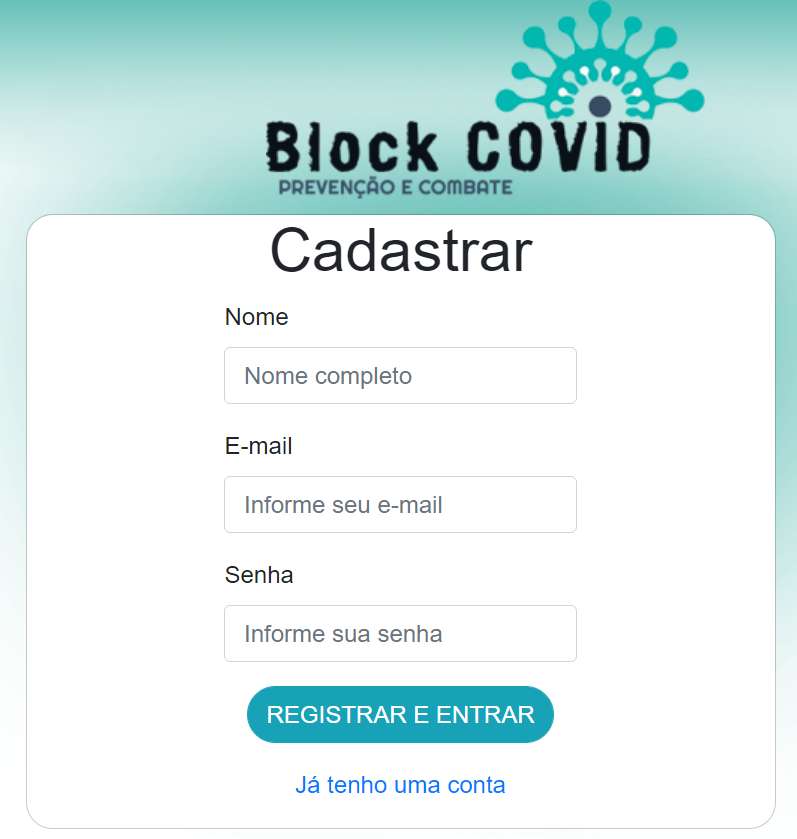 Block COVID
PREVENÇÃO E COMBATE
Cadastrar
Nome
Nome completo
E-mail
Informe seu e-mail
Senha
Informe sua senha
REGISTRAR E ENTRAR
Já tenho uma conta